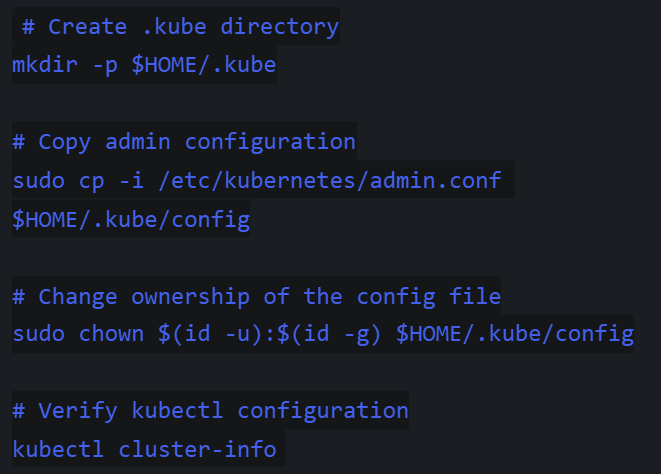 # Create .kube directory
mkdir -p $HOME/.kube
# Copy admin configuration
sudo cp -i /etc/kubernetes/admin.conf
$HOME/.kube/config
# Change ownership of the config file
sudo chown $(id -u):$(id -g) $HOME/.kube/config
# Verify kubectl configuration
kubectl cluster-info